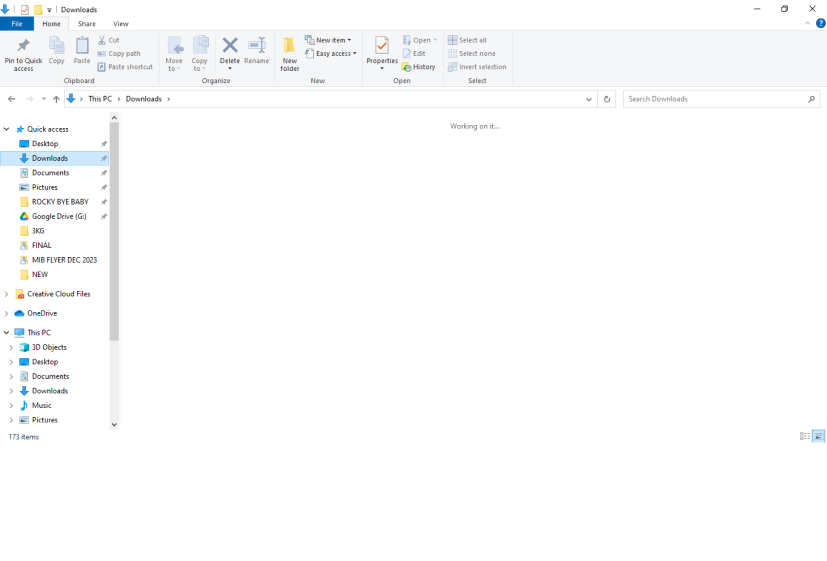 Downloads
File Home Share View
Pin to Quick access
Copy
Paste
Cut
Copy path
Paste shortcut
Clipboard
Move to
Copy to
Delete
Rename
Organize
New folder
New item
Easy access
New
Properties
Open
Edit
History
Open
Select all
Select none
Invert selection
Select
This PC > Downloads >
Search Downloads
Working on it...
Quick access
Desktop
Downloads
Documents
Pictures
ROCKY BYE BABY
Google Drive (G:)
3KG
FINAL
MIB FLYER DEC 2023
NEW
Creative Cloud Files
OneDrive
This PC
3D Objects
Desktop
Documents
Downloads
Music
Pictures
173 items